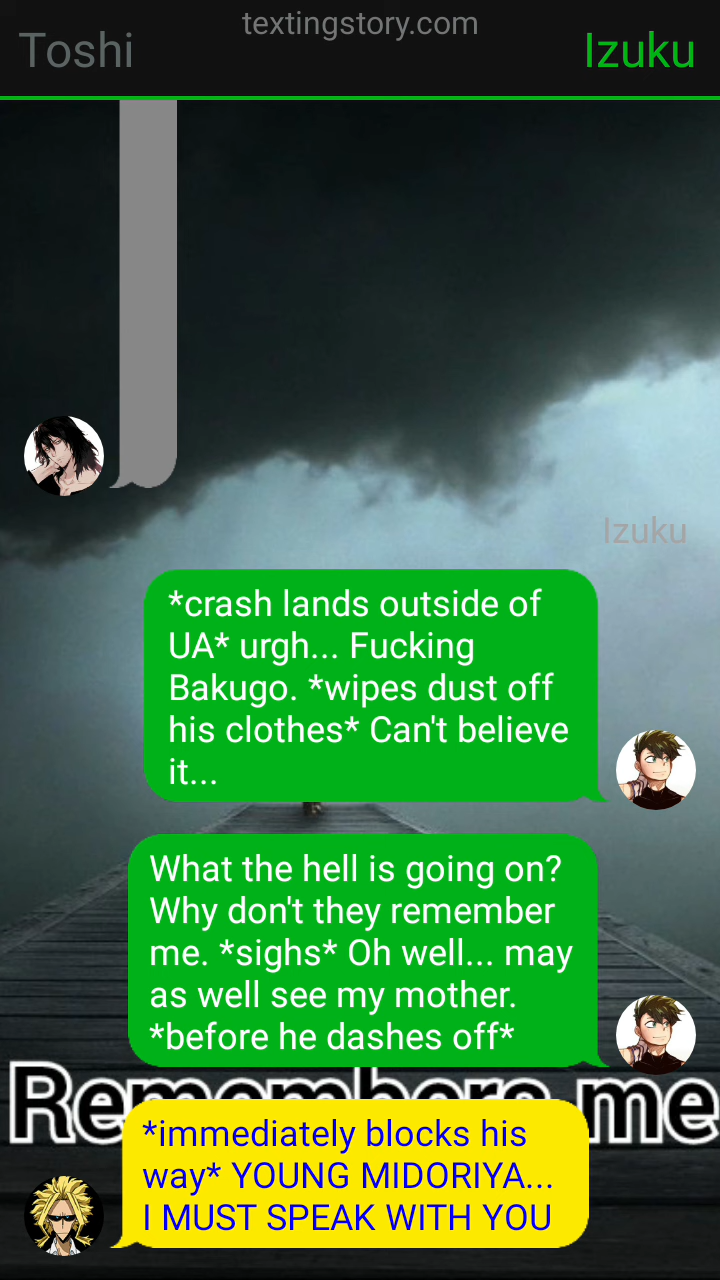 textingstory.com
Toshi
Izuku
Izuku
*crash lands outside of
UA* urgh... Fucking
Bakugo. *wipes dust off
his clothes* Can't believe
it...
What the hell is going on?
Why don't they remember
me. *sighs* Oh well... may
as well see my mother.
*before he dashes off*
Remembers me
*immediately blocks his
way* YOUNG MIDORIYA...
I MUST SPEAK WITH YOU